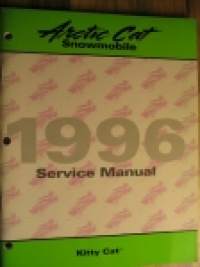 Arctic Cat
Snowmobile
1996
Service Manual
Kitty Cat